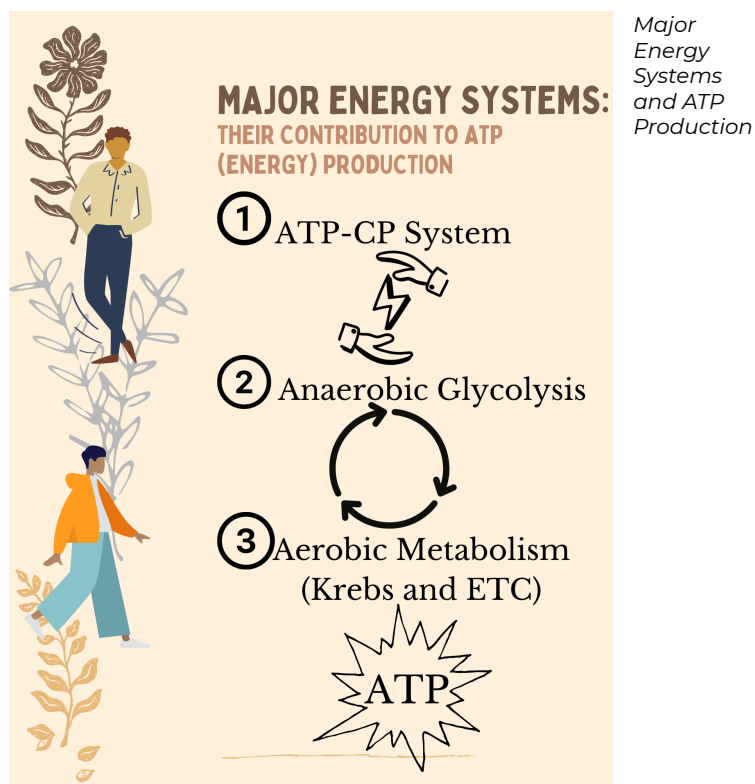 MAJOR ENERGY SYSTEMS:
THEIR CONTRIBUTION TO ATP
(ENERGY) PRODUCTION
1 ATP-CP System
2 Anaerobic Glycolysis
3 Aerobic Metabolism
(Krebs and ETC)
ATP
Major
Energy
Systems
and ATP
Production